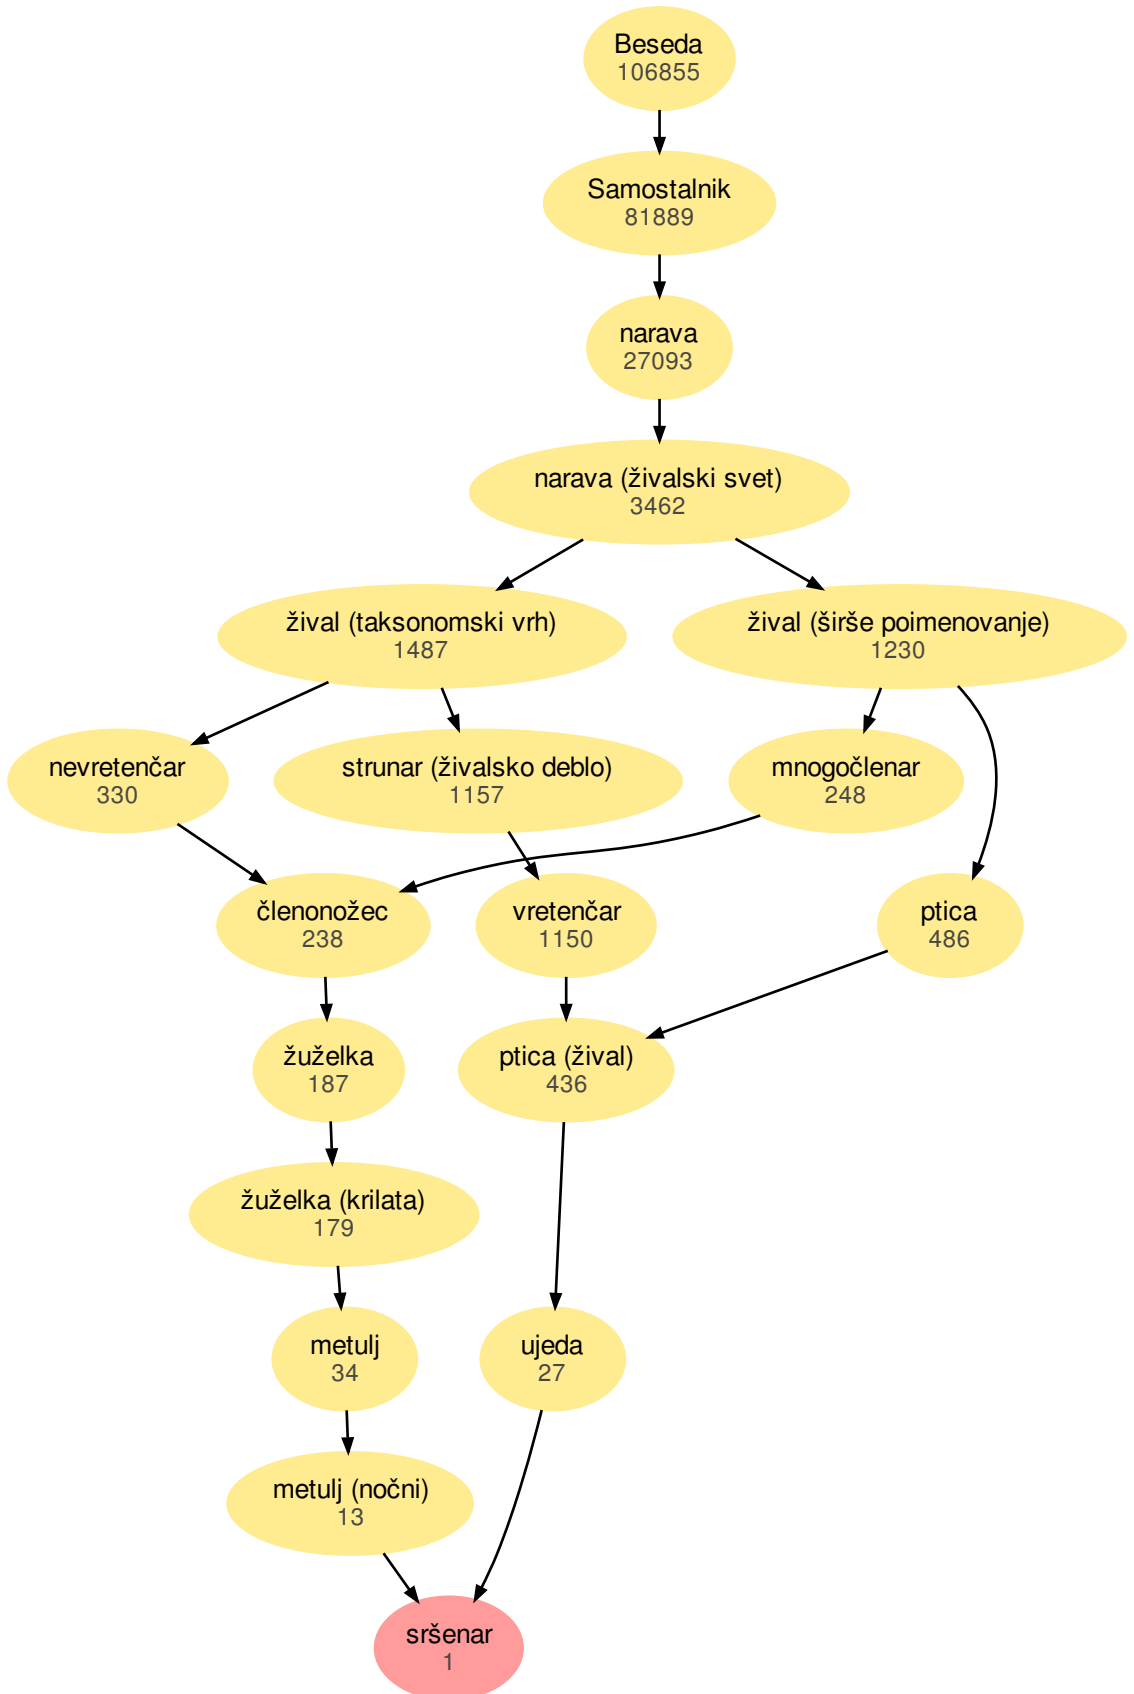 Beseda
106855
Samostalnik
81889
narava
27093
narava (živalski svet)
3462
žival (taksonomski vrh)
1487
žival (širše poimenovanje)
1230
nevretenčar
330
strunar (živalsko deblo)
1157
mnogočlenar
248
členonožec
238
vretenčar
1150
ptica
486
žuželka
187
ptica (žival)
436
žuželka (krilata)
179
metulj
34
ujeda
27
metulj (nočni)
13
sršenar
1